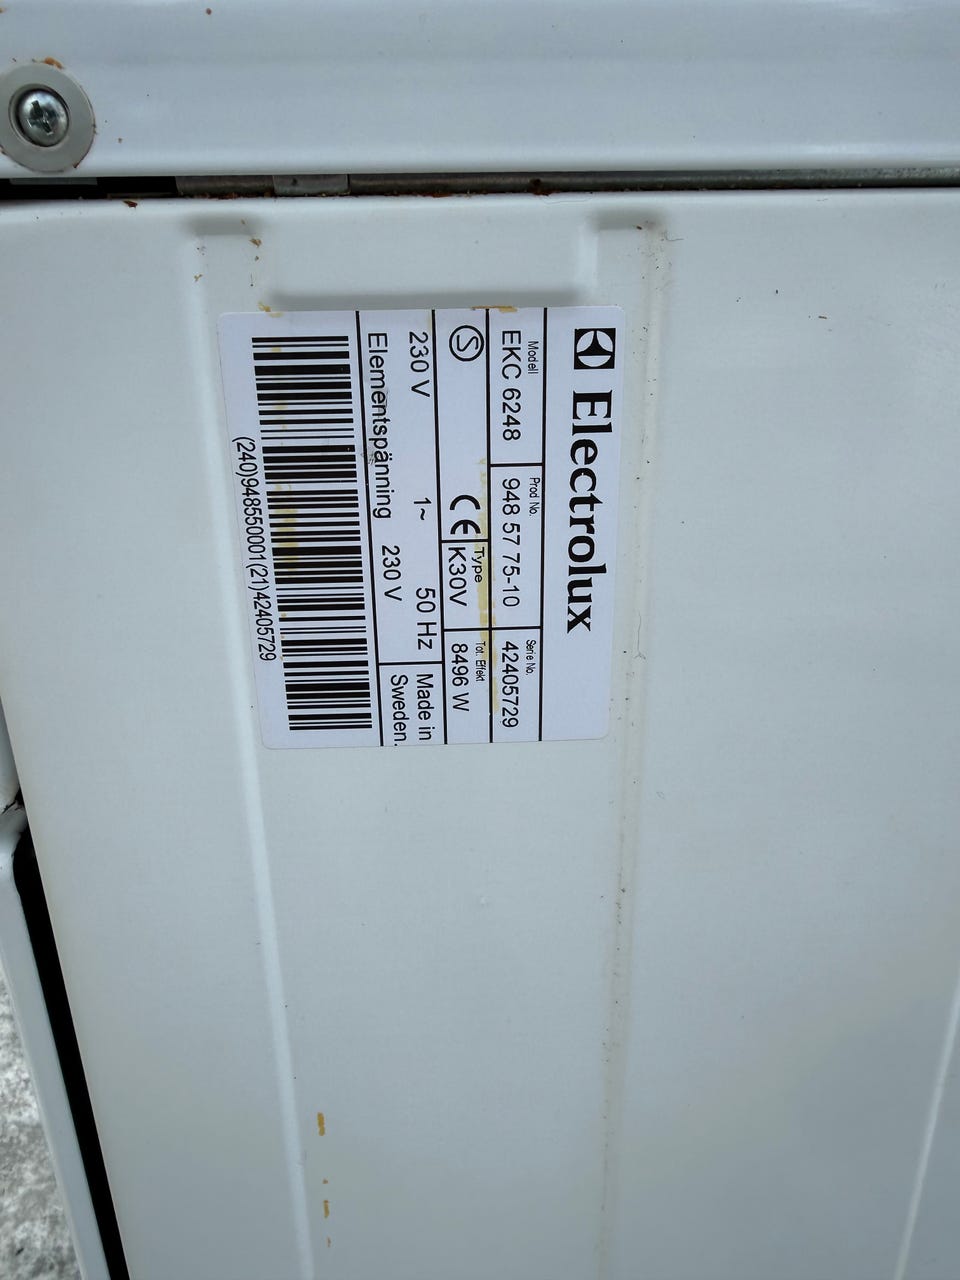 Electrolux
Modell Prod No. Serie No.
EKC 6248 948 57 75-10 42405729
S CE Type K30V Tot. Effekt 8496 W
230 V 1~ 50 Hz Made in
Elementspänning 230 V Sweden.
(240)948550001(21)42405729